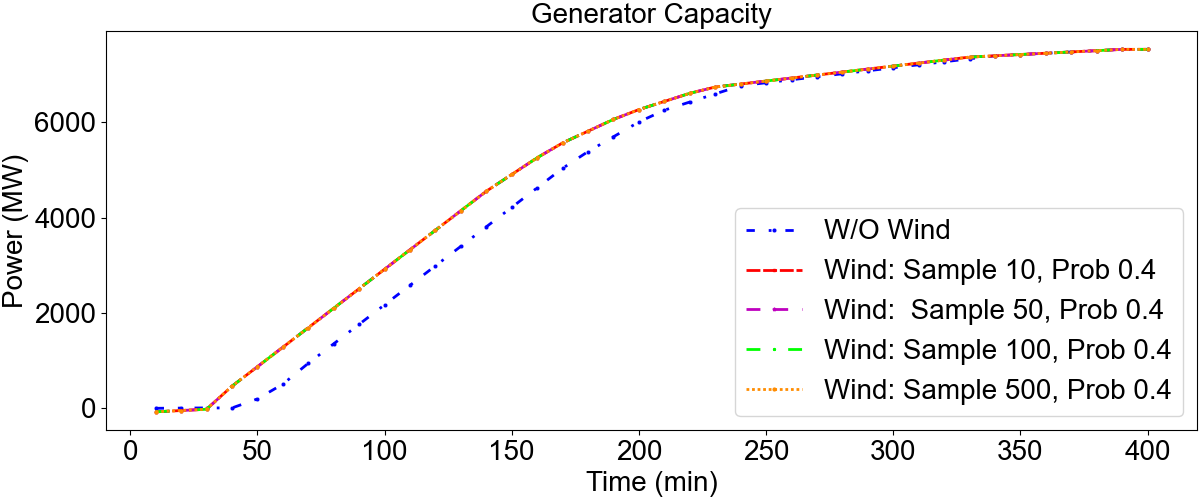 Generator Capacity
Power (MW)
6000
4000
2000
0
0 50 100 150 200 250 300 350 400
Time (min)
W/O Wind
Wind: Sample 10, Prob 0.4
Wind:  Sample 50, Prob 0.4
Wind: Sample 100, Prob 0.4
Wind: Sample 500, Prob 0.4